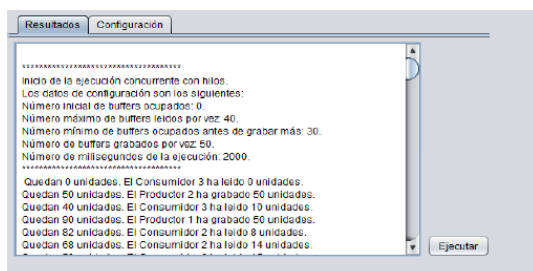 Resultados Configuración
************************************
Inicio de la ejecución concurrente con hilos.
Los datos de configuración son los siguientes:
Número inicial de buffers ocupados: 0.
Número máximo de buffers leidos por vez: 40.
Número mínimo de buffers ocupados antes de grabar más: 30.
Número de buffers grabados por vez: 50.
Número de milisegundos de la ejecución: 2000.
************************************
Quedan 0 unidades. El Consumidor 3 ha leido 0 unidades.
Quedan 50 unidades. El Productor 2 ha grabado 50 unidades.
Quedan 40 unidades. El Consumidor 3 ha leido 10 unidades.
Quedan 90 unidades. El Productor 1 ha grabado 50 unidades.
Quedan 82 unidades. El Consumidor 2 ha leido 8 unidades.
Quedan 68 unidades. El Consumidor 2 ha leido 14 unidades.
Ejecutar